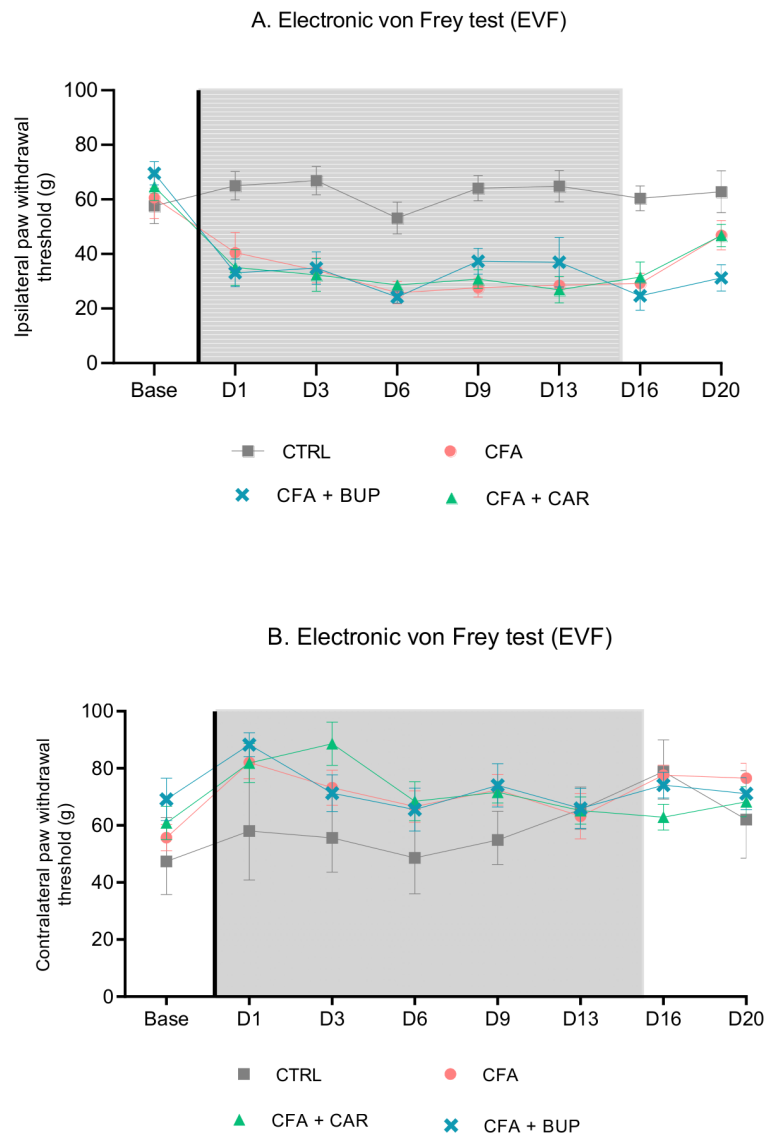 A. Electronic von Frey test (EVF)
Ipsilateral paw withdrawal
threshold (g)
100
80
60
40
20
0
Base D1 D3 D6 D9 D13 D16 D20
CTRL CFA
CFA + BUP CFA + CAR
B. Electronic von Frey test (EVF)
Contralateral paw withdrawal
threshold (g)
100
80
60
40
20
0
Base D1 D3 D6 D9 D13 D16 D20
CTRL CFA
CFA + CAR CFA + BUP